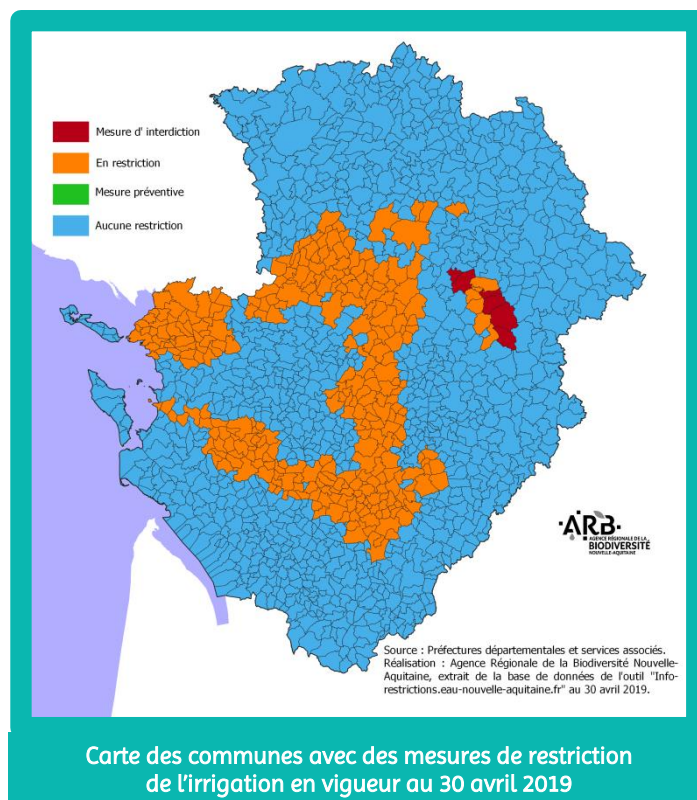 Mesure d' interdiction
En restriction
Mesure préventive
Aucune restriction
ARB
AGENCE RÉGIONALE DE LA
BIODIVERSITÉ
NOUVELLE-AQUITAINE
Source : Préfectures départementales et services associés.
Réalisation : Agence Régionale de la Biodiversité Nouvelle-
Aquitaine, extrait de la base de données de l'outil "Info-
restrictions.eau-nouvelle-aquitaine.fr" au 30 avril 2019.
Carte des communes avec des mesures de restriction
de l'irrigation en vigueur au 30 avril 2019